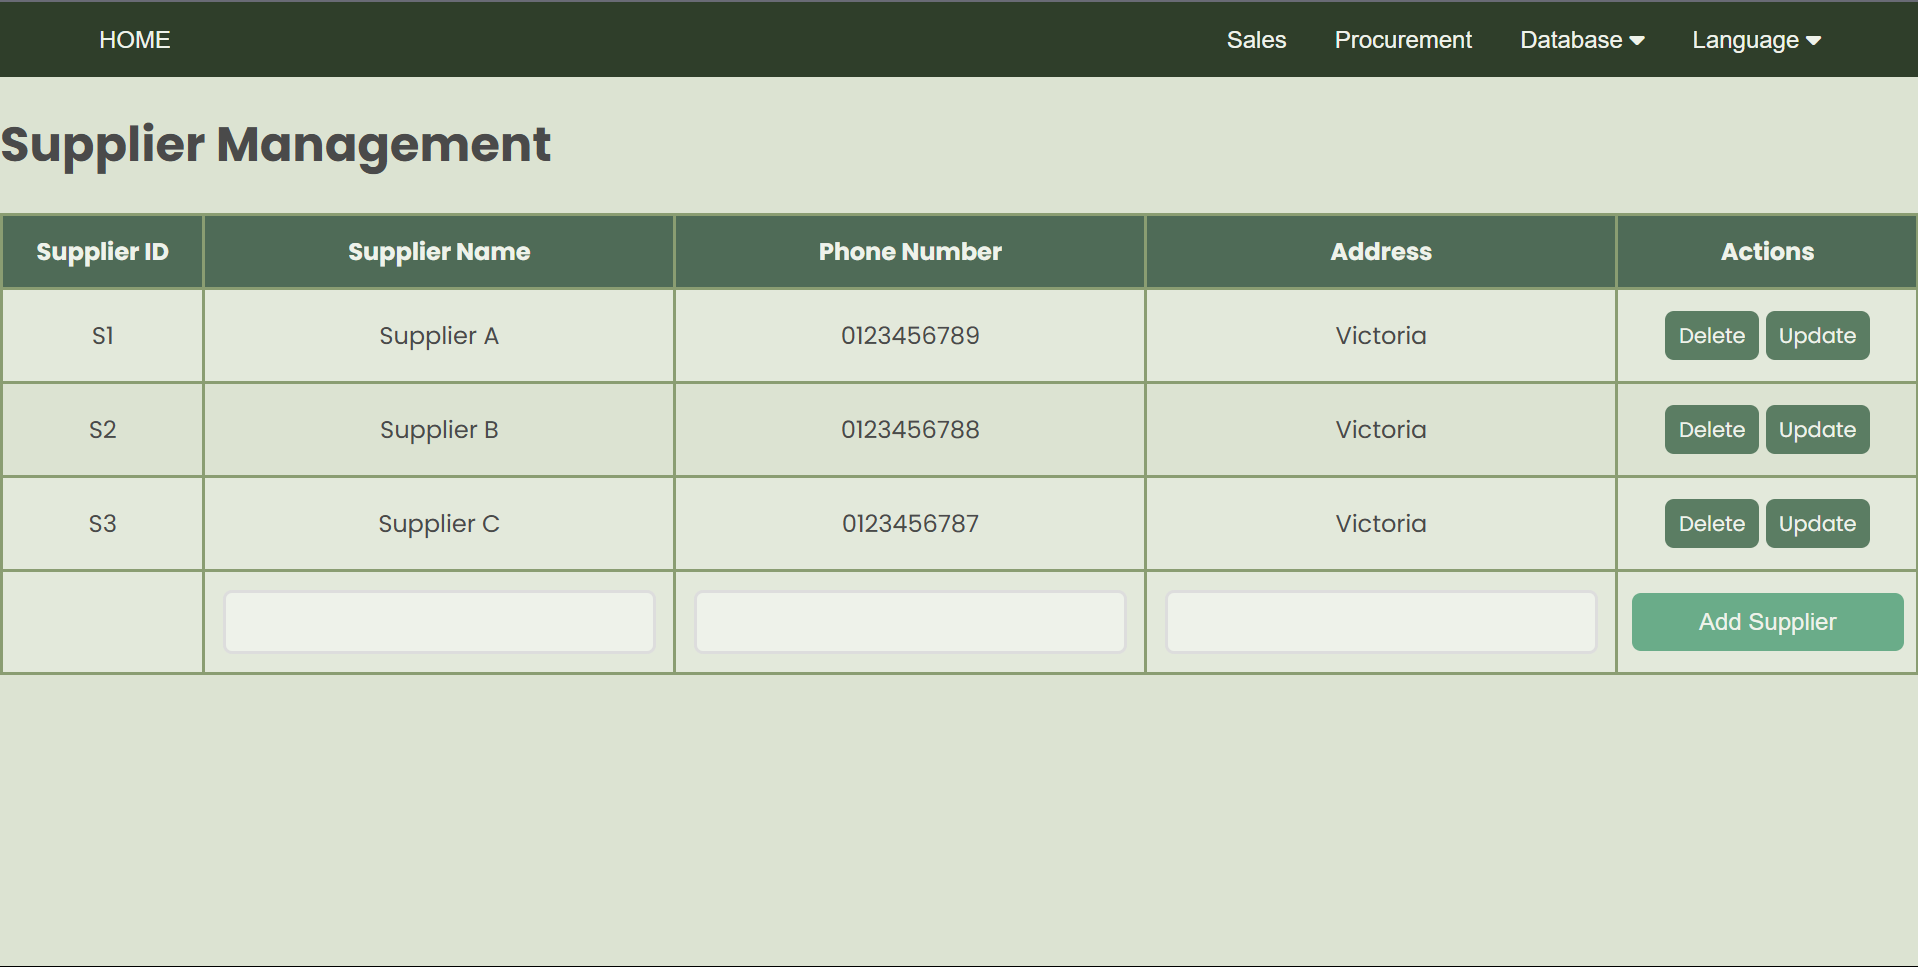 HOME Sales Procurement Database Language
Supplier Management
Supplier ID Supplier Name Phone Number Address Actions
S1 Supplier A 0123456789 Victoria Delete Update
S2 Supplier B 0123456788 Victoria Delete Update
S3 Supplier C 0123456787 Victoria Delete Update
Add Supplier